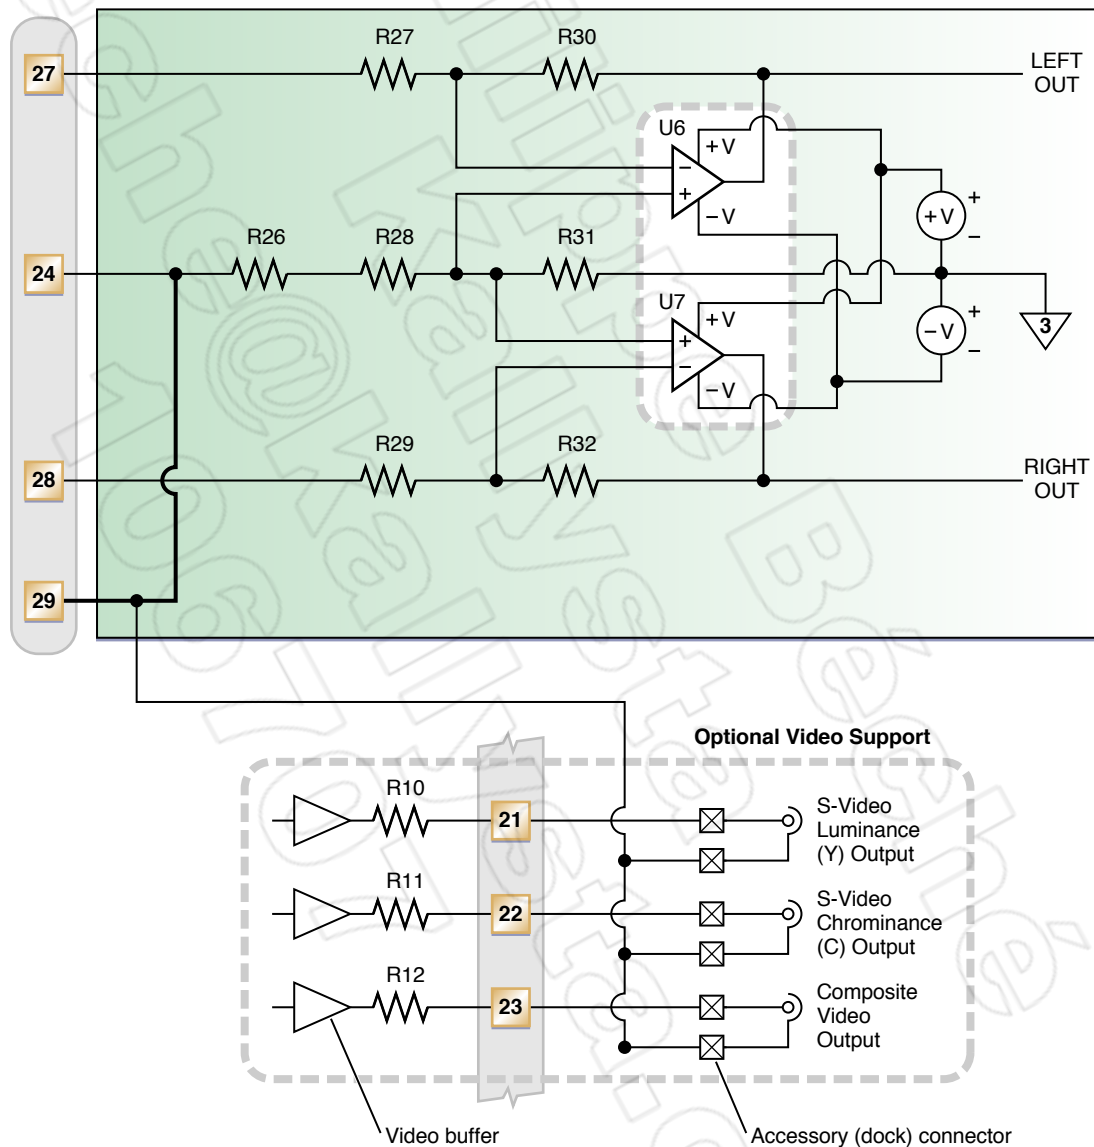 R27
R30
27
LEFT
OUT
U6
+V
−
+
−V
+V
+
−
R26
R28
R31
24
U7
+V
+
−
−V
−V
+
−
3
R29
R32
28
RIGHT
OUT
29
Optional Video Support
R10
21
S-Video
Luminance
(Y) Output
R11
22
S-Video
Chrominance
(C) Output
R12
23
Composite
Video
Output
Video buffer
Accessory (dock) connector